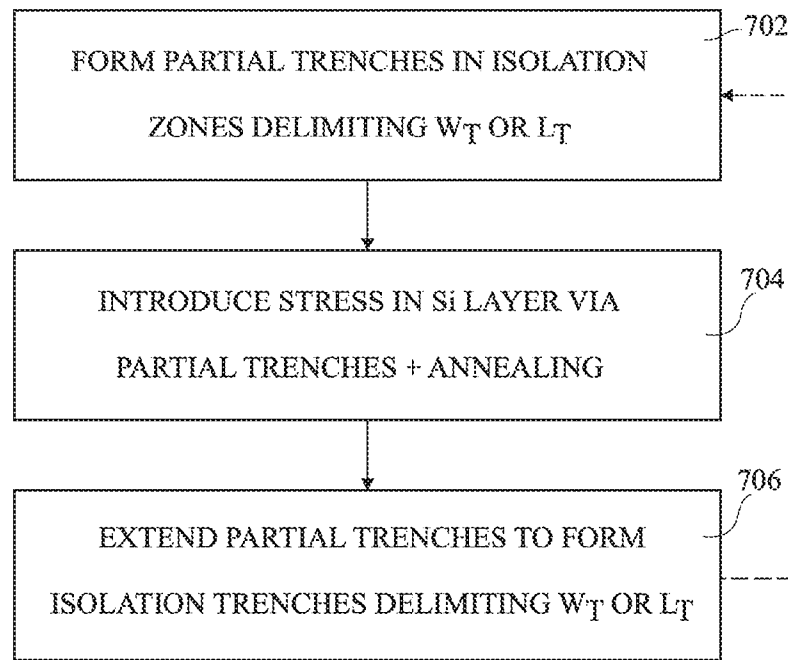 702
FORM PARTIAL TRENCHES IN ISOLATION
ZONES DELIMITING WT OR LT
704
INTRODUCE STRESS IN Si LAYER VIA
PARTIAL TRENCHES + ANNEALING
706
EXTEND PARTIAL TRENCHES TO FORM
ISOLATION TRENCHES DELIMITING WT OR LT